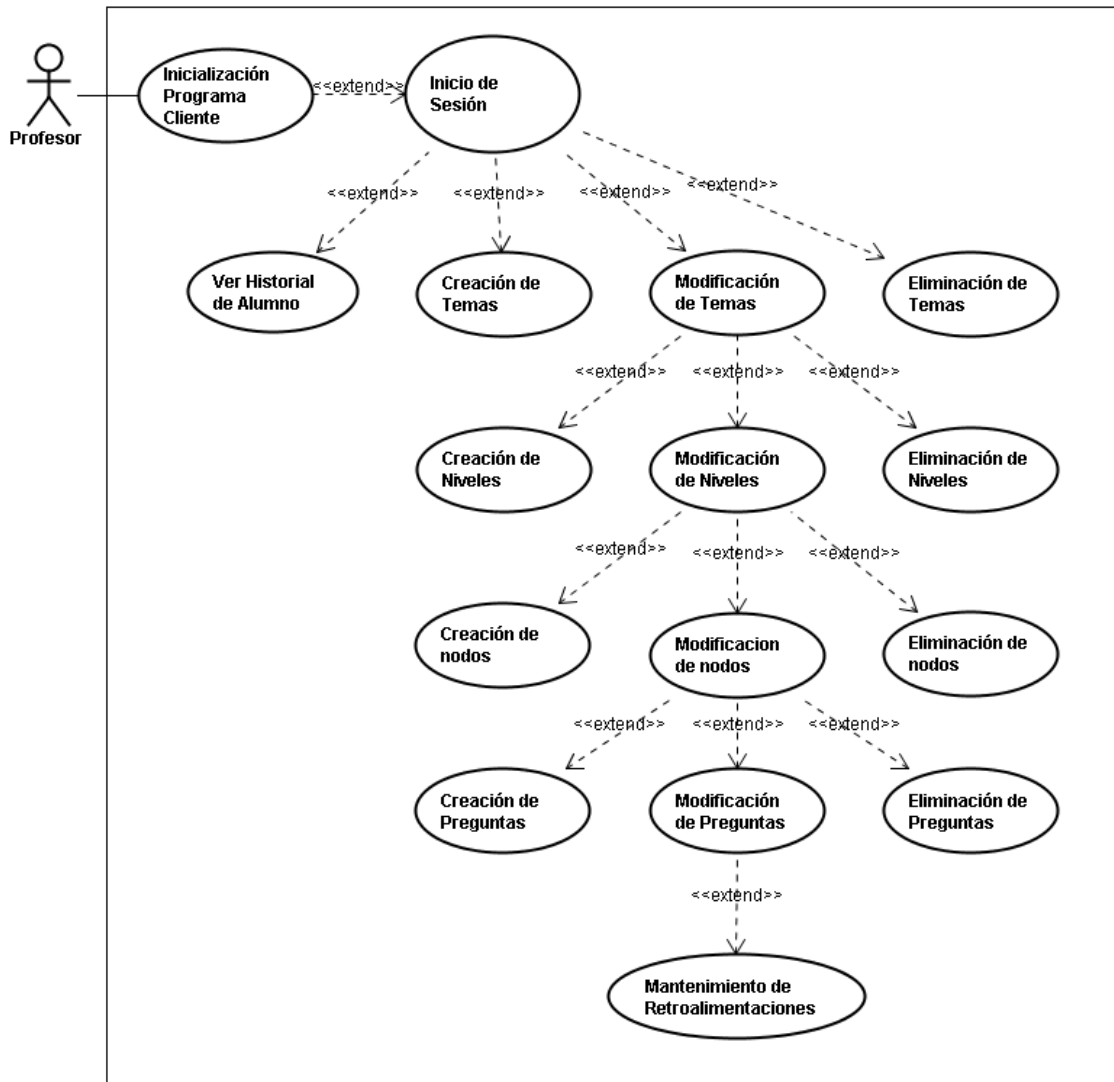 Inicialización
Programa
Cliente
<<extend>>
Inicio de
Sesión
Profesor
<<extend>>
<<extend>>
<<extend>>
<<extend>>
Ver Historial
de Alumno
Creación de
Temas
Modificación
de Temas
Eliminación de
Temas
<<extend>>
<<extend>>
<<extend>>
Creación de
Niveles
Modificación
de Niveles
Eliminación de
Niveles
<<extend>>
<<extend>>
<<extend>>
Creación de
nodos
Modificacion
de nodos
Eliminación de
nodos
<<extend>>
<<extend>>
<<extend>>
Creación de
Preguntas
Modificación
de Preguntas
Eliminación de
Preguntas
<<extend>>
Mantenimiento de
Retroalimentaciones